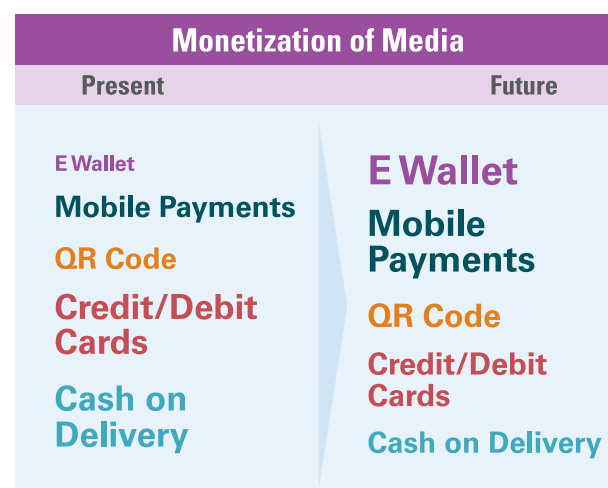 Monetization of Media
Present
Future
E Wallet
Mobile Payments
QR Code
Credit/Debit
Cards
Cash on
Delivery
E Wallet
Mobile
Payments
QR Code
Credit/Debit
Cards
Cash on Delivery